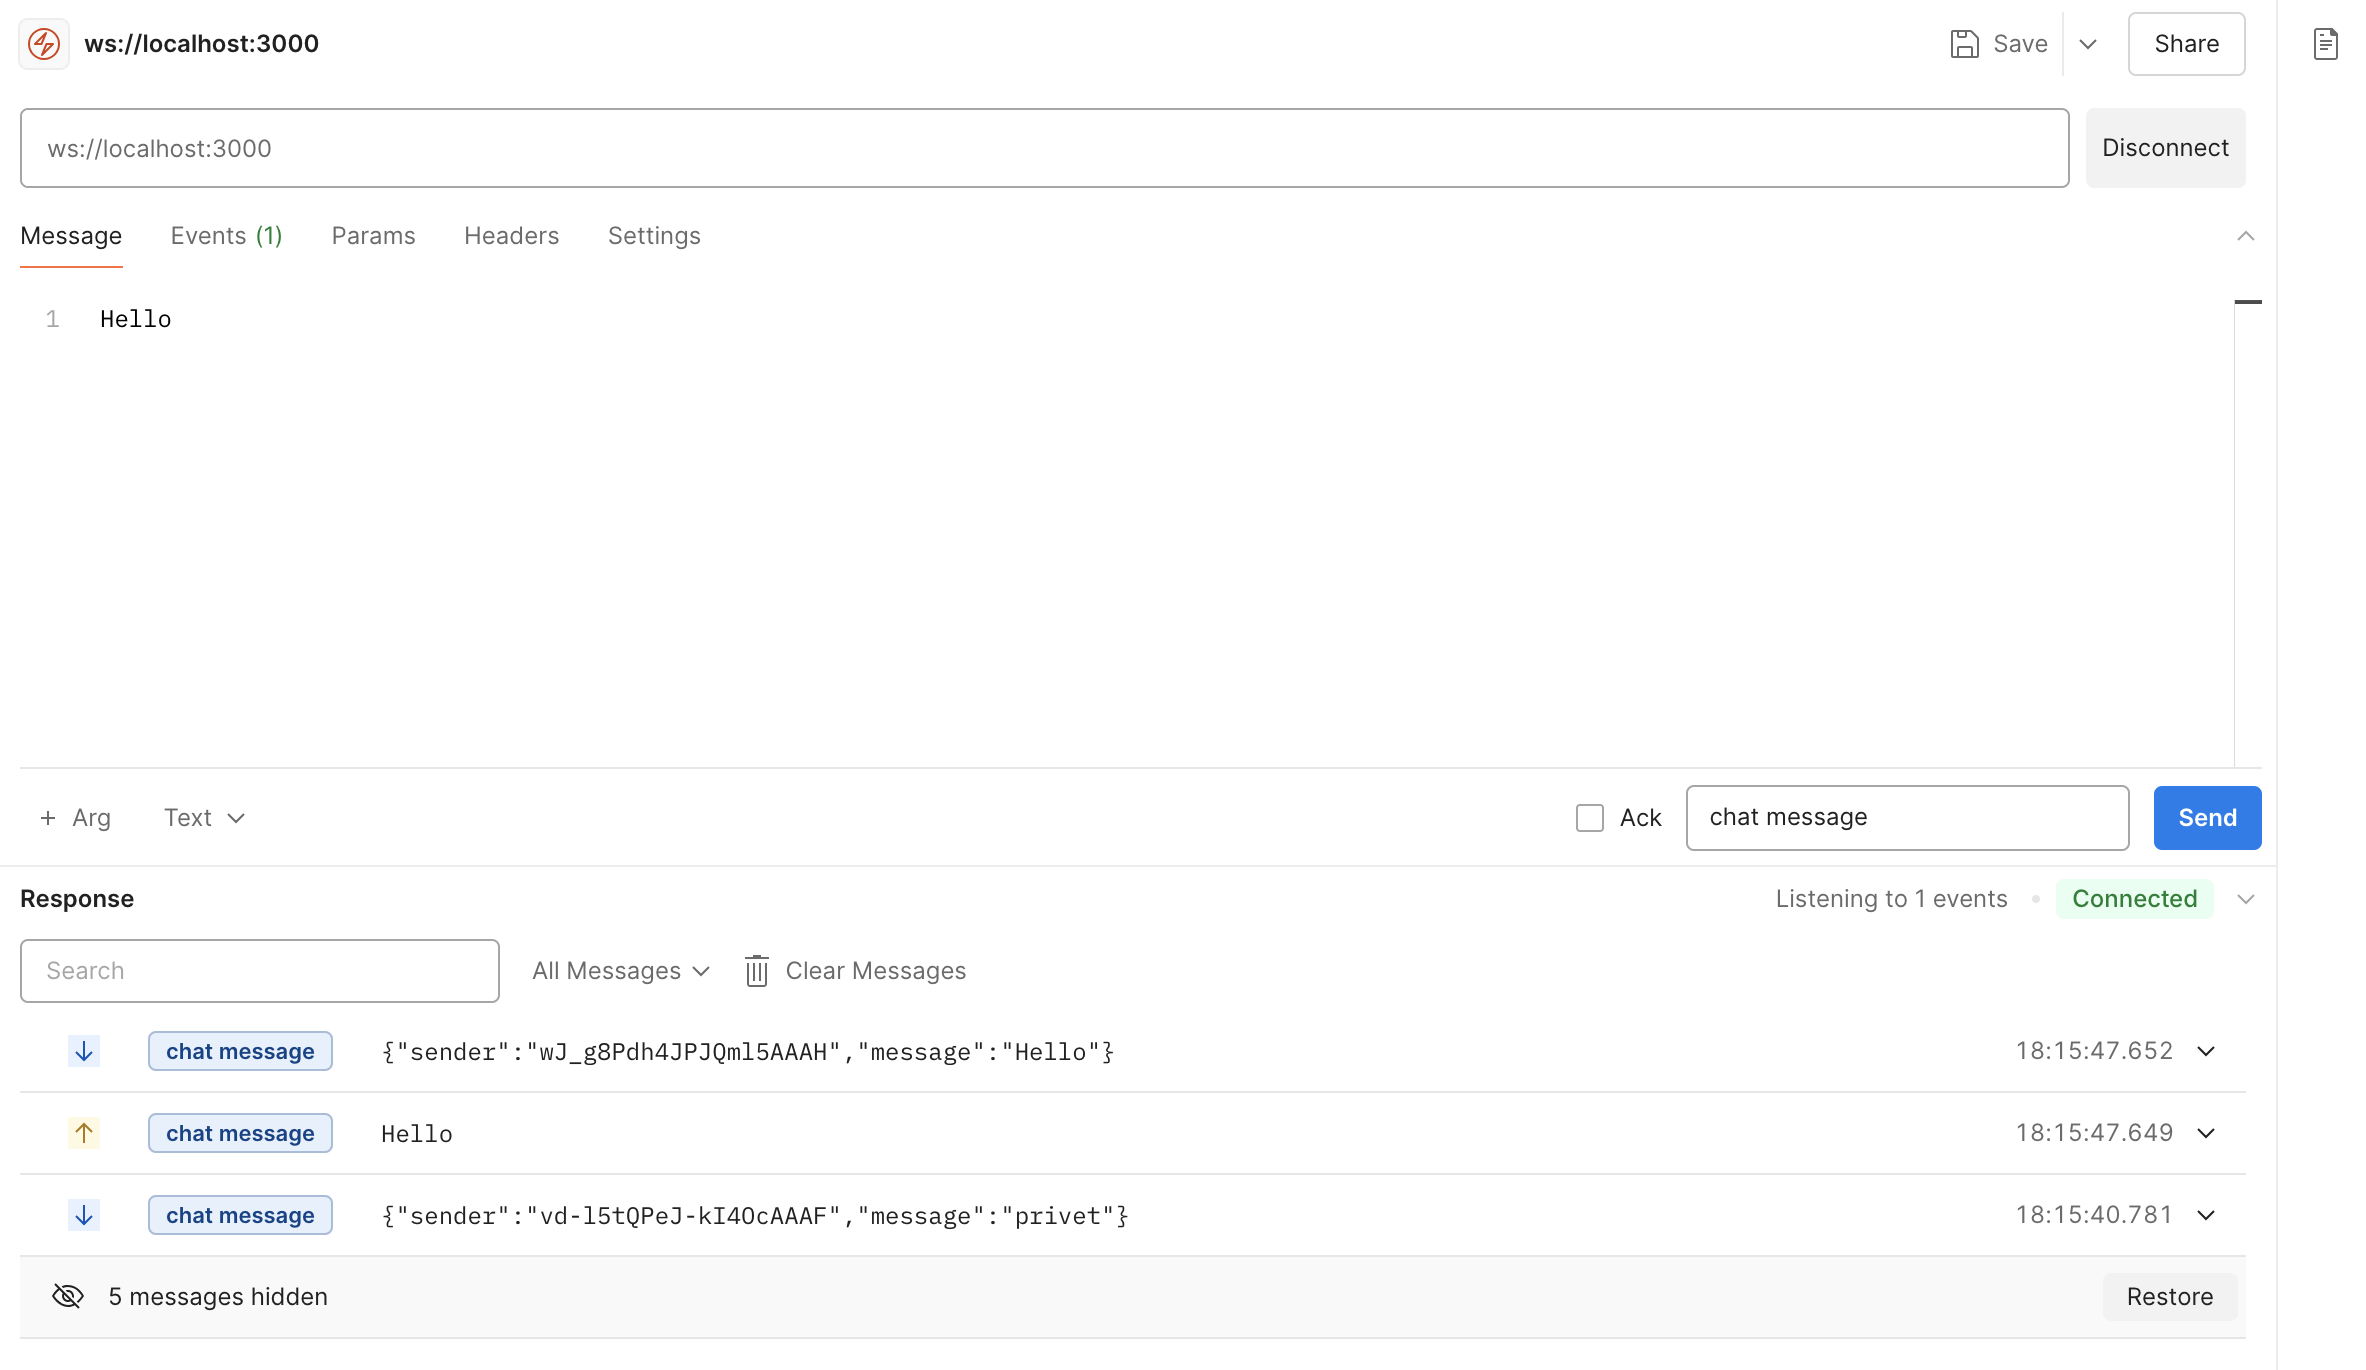 ws://localhost:3000
Save
Share
ws://localhost:3000
Disconnect
Message Events (1) Params Headers Settings
1 Hello
+ Arg Text
Ack chat message Send
Response
Listening to 1 events • Connected
Search All Messages Clear Messages
chat message {"sender":"wJ_g8Pdh4JPJQml5AAAH","message":"Hello"} 18:15:47.652
chat message Hello 18:15:47.649
chat message {"sender":"vd-l5tQPeJ-kI4OcAAAF","message":"privet"} 18:15:40.781
5 messages hidden Restore